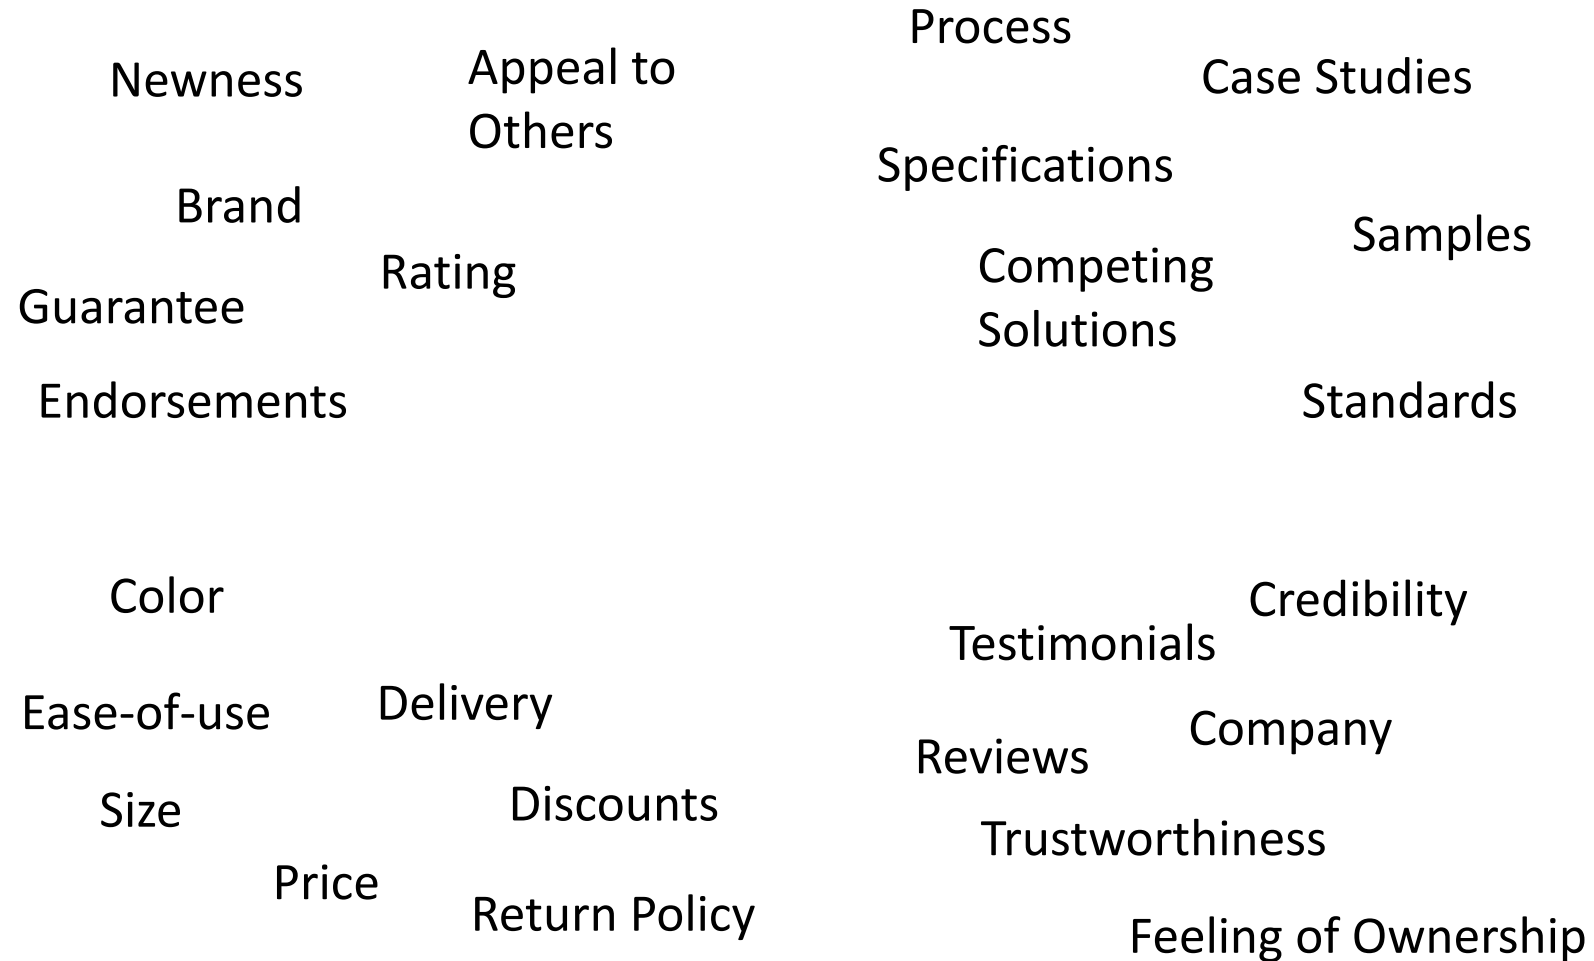 Newness
Appeal to
Others
Brand
Rating
Guarantee
Endorsements
Process
Case Studies
Specifications
Samples
Competing
Solutions
Standards
Color
Ease-of-use
Delivery
Size
Discounts
Price
Return Policy
Credibility
Testimonials
Company
Reviews
Trustworthiness
Feeling of Ownership